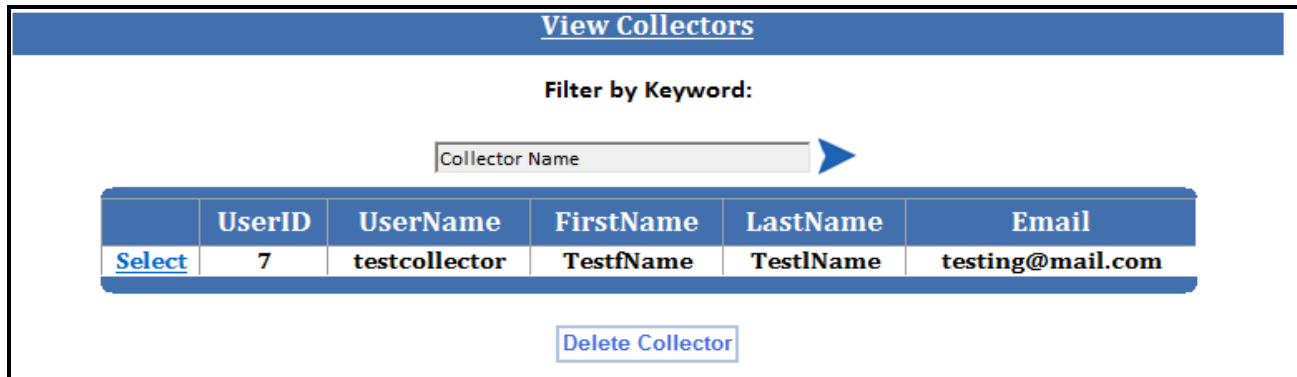 View Collectors
Filter by Keyword:
Collector Name
UserID UserName FirstName LastName Email
Select 7 testcollector TestfName TestlName testing@mail.com
Delete Collector